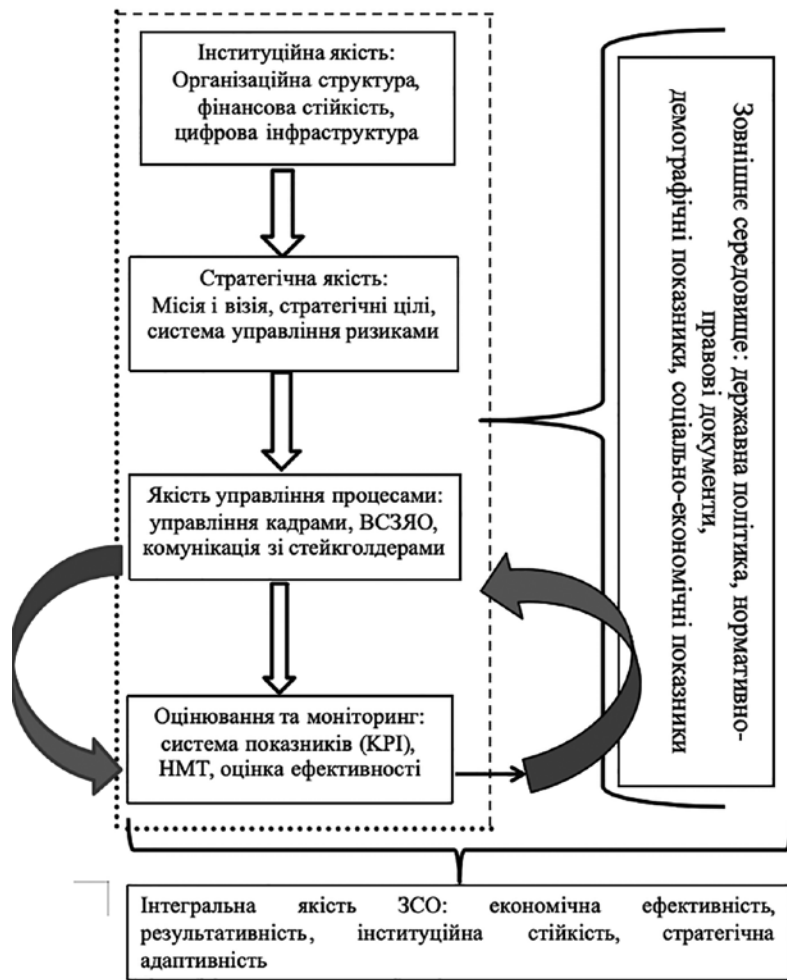 Інституційна якість:
Організаційна структура,
фінансова стійкість,
цифрова інфраструктура
Стратегічна якість:
Місія і візія, стратегічні цілі,
система управління ризиками
Якість управління процесами:
управління кадрами, ВСЗЯО,
комунікація зі стейкголдерами
Оцінювання та моніторинг:
система показників (KPI),
НМТ, оцінка ефективності
Зовнішнє середовище: державна політика, нормативно-
правові документи,
демографічні показники, соціально-економічні показники
Інтегральна якість ЗСО: економічна ефективність,
результативність, інституційна стійкість, стратегічна
адаптивність